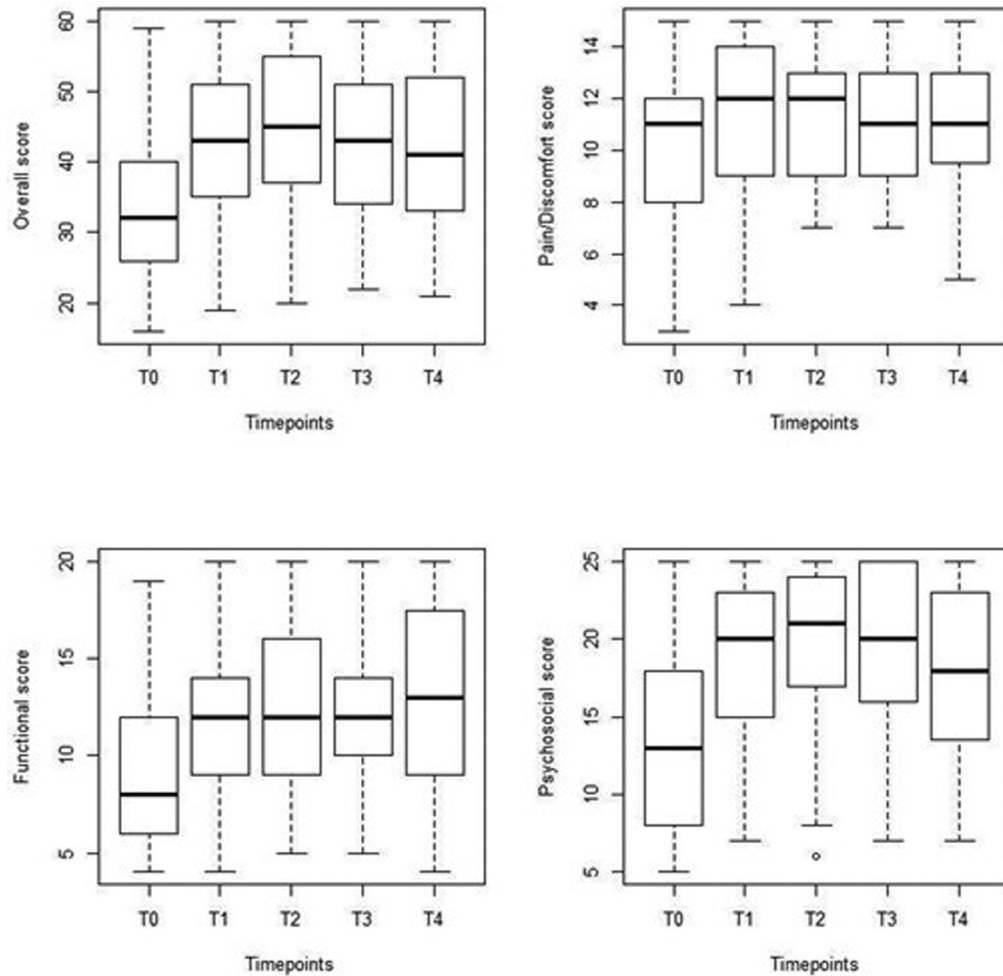 Overall score
60
50
40
30
20
T0 T1 T2 T3 T4
Timepoints
Pain/Discomfort score
14
12
10
8
6
4
T0 T1 T2 T3 T4
Timepoints
Functional score
20
15
10
5
T0 T1 T2 T3 T4
Timepoints
Psychosocial score
25
20
15
10
5
T0 T1 T2 T3 T4
Timepoints